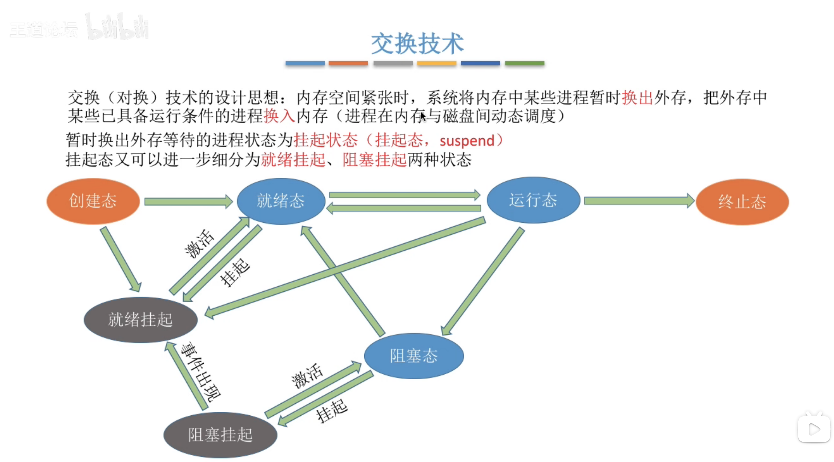 bilibili
交换技术
交换（对换）技术的设计思想：内存空间紧张时，系统将内存中某些进程暂时换出外存，把外存中
某些已具备运行条件的进程换入内存（进程在内存与磁盘间动态调度）
暂时换出外存等待的进程状态为挂起状态（挂起态，suspend）
挂起态又可以进一步细分为就绪挂起、阻塞挂起两种状态
创建态
就绪态
运行态
终止态
激活
挂起
就绪挂起
阻塞态
事件出现
激活
挂起
阻塞挂起